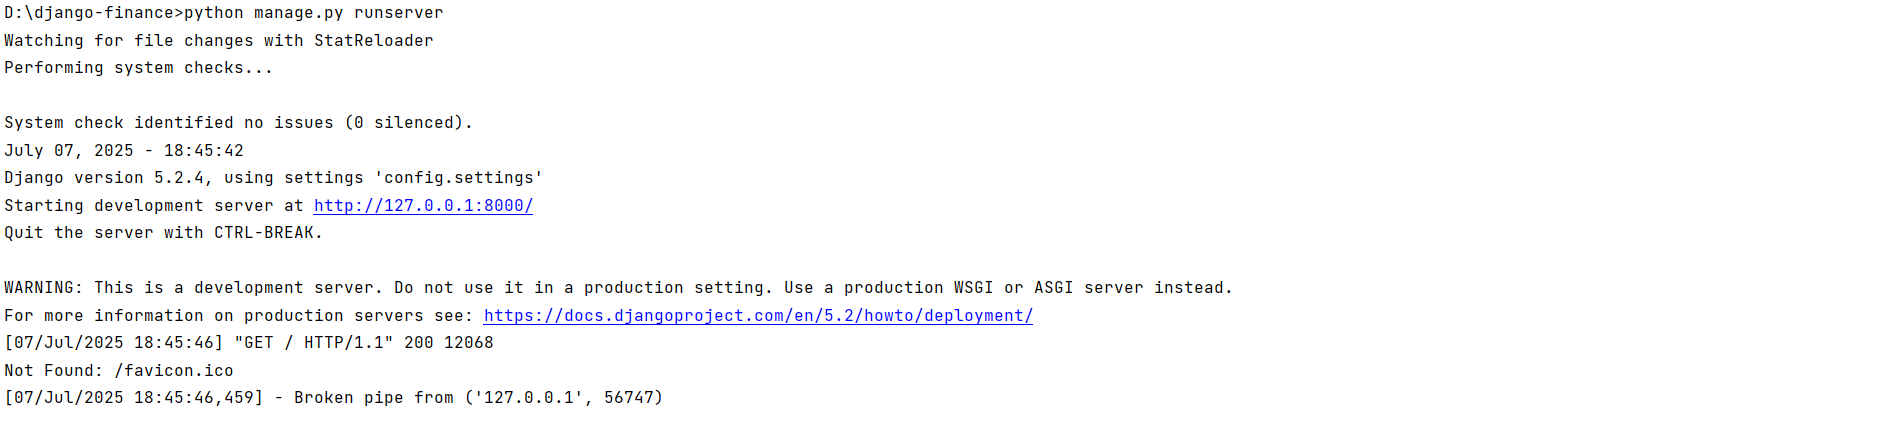 D:\django-finance>python manage.py runserver
Watching for file changes with StatReloader
Performing system checks...
System check identified no issues (0 silenced).
July 07, 2025 - 18:45:42
Django version 5.2.4, using settings 'config.settings'
Starting development server at http://127.0.0.1:8000/
Quit the server with CTRL-BREAK.
WARNING: This is a development server. Do not use it in a production setting. Use a production WSGI or ASGI server instead.
For more information on production servers see: https://docs.djangoproject.com/en/5.2/howto/deployment/
[07/Jul/2025 18:45:46] "GET / HTTP/1.1" 200 12068
Not Found: /favicon.ico
[07/Jul/2025 18:45:46,459] - Broken pipe from ('127.0.0.1', 56747)